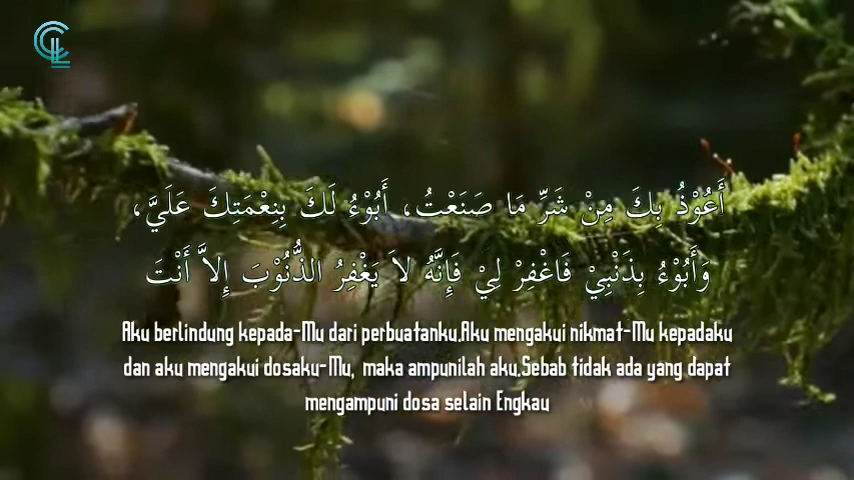 أَعُوْذُ بِكَ مِنْ شَرِّ مَا صَنَعْتُ، أَبُوْءُ لَكَ بِنِعْمَتِكَ عَلَيَّ،
وَأَبُوْءُ بِذَنْبِيْ فَاغْفِرْ لِيْ فَإِنَّهُ لاَ يَغْفِرُ الذُّنُوْبَ إِلاَّ أَنْتَ
Aku berlindung kepada-Mu dari perbuatanku.Aku mengakui nikmat-Mu kepadaku
dan aku mengakui dosaku-Mu, maka ampunilah aku.Sebab tidak ada yang dapat
mengampuni dosa selain Engkau